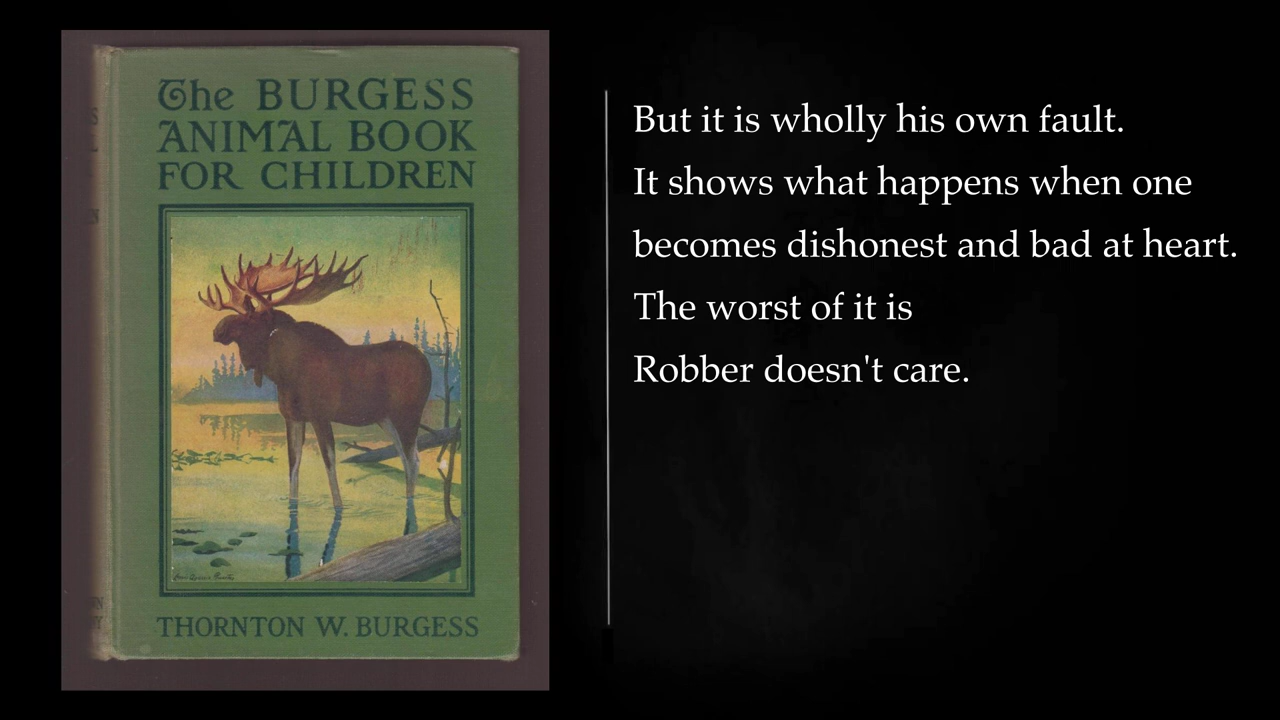 The BURGESS
ANIMAL BOOK
FOR CHILDREN
THORNTON W. BURGESS
But it is wholly his own fault.
It shows what happens when one
becomes dishonest and bad at heart.
The worst of it is
Robber doesn't care.